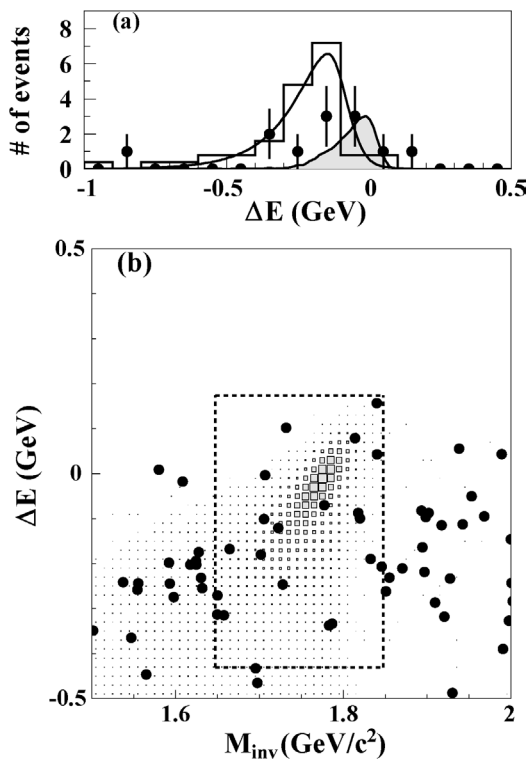 (a)
# of events
8
6
4
2
0
-1 -0.5 0 0.5
ΔE (GeV)
(b)
ΔE (GeV)
0.5
0
-0.5
1.6 1.8 2
M_inv (GeV/c²)